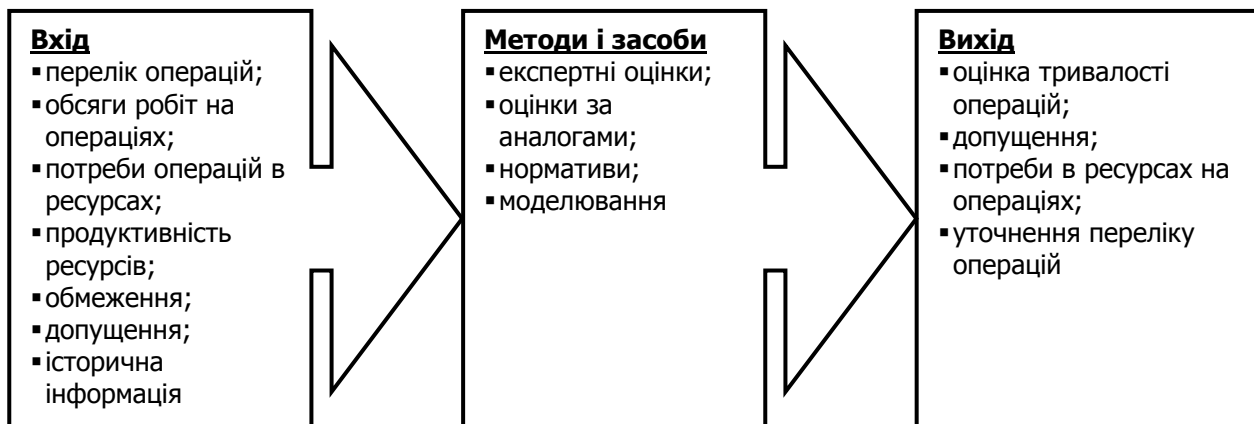 Вхід
▪перелік операцій;
▪обсяги робіт на
операціях;
▪потреби операцій в
ресурсах;
▪продуктивність
ресурсів;
▪обмеження;
▪допущення;
▪історична
інформація
Методи і засоби
▪експертні оцінки;
▪оцінки за
аналогами;
▪нормативи;
▪моделювання
Вихід
▪оцінка тривалості
операцій;
▪допущення;
▪потреби в ресурсах на
операціях;
▪уточнення переліку
операцій